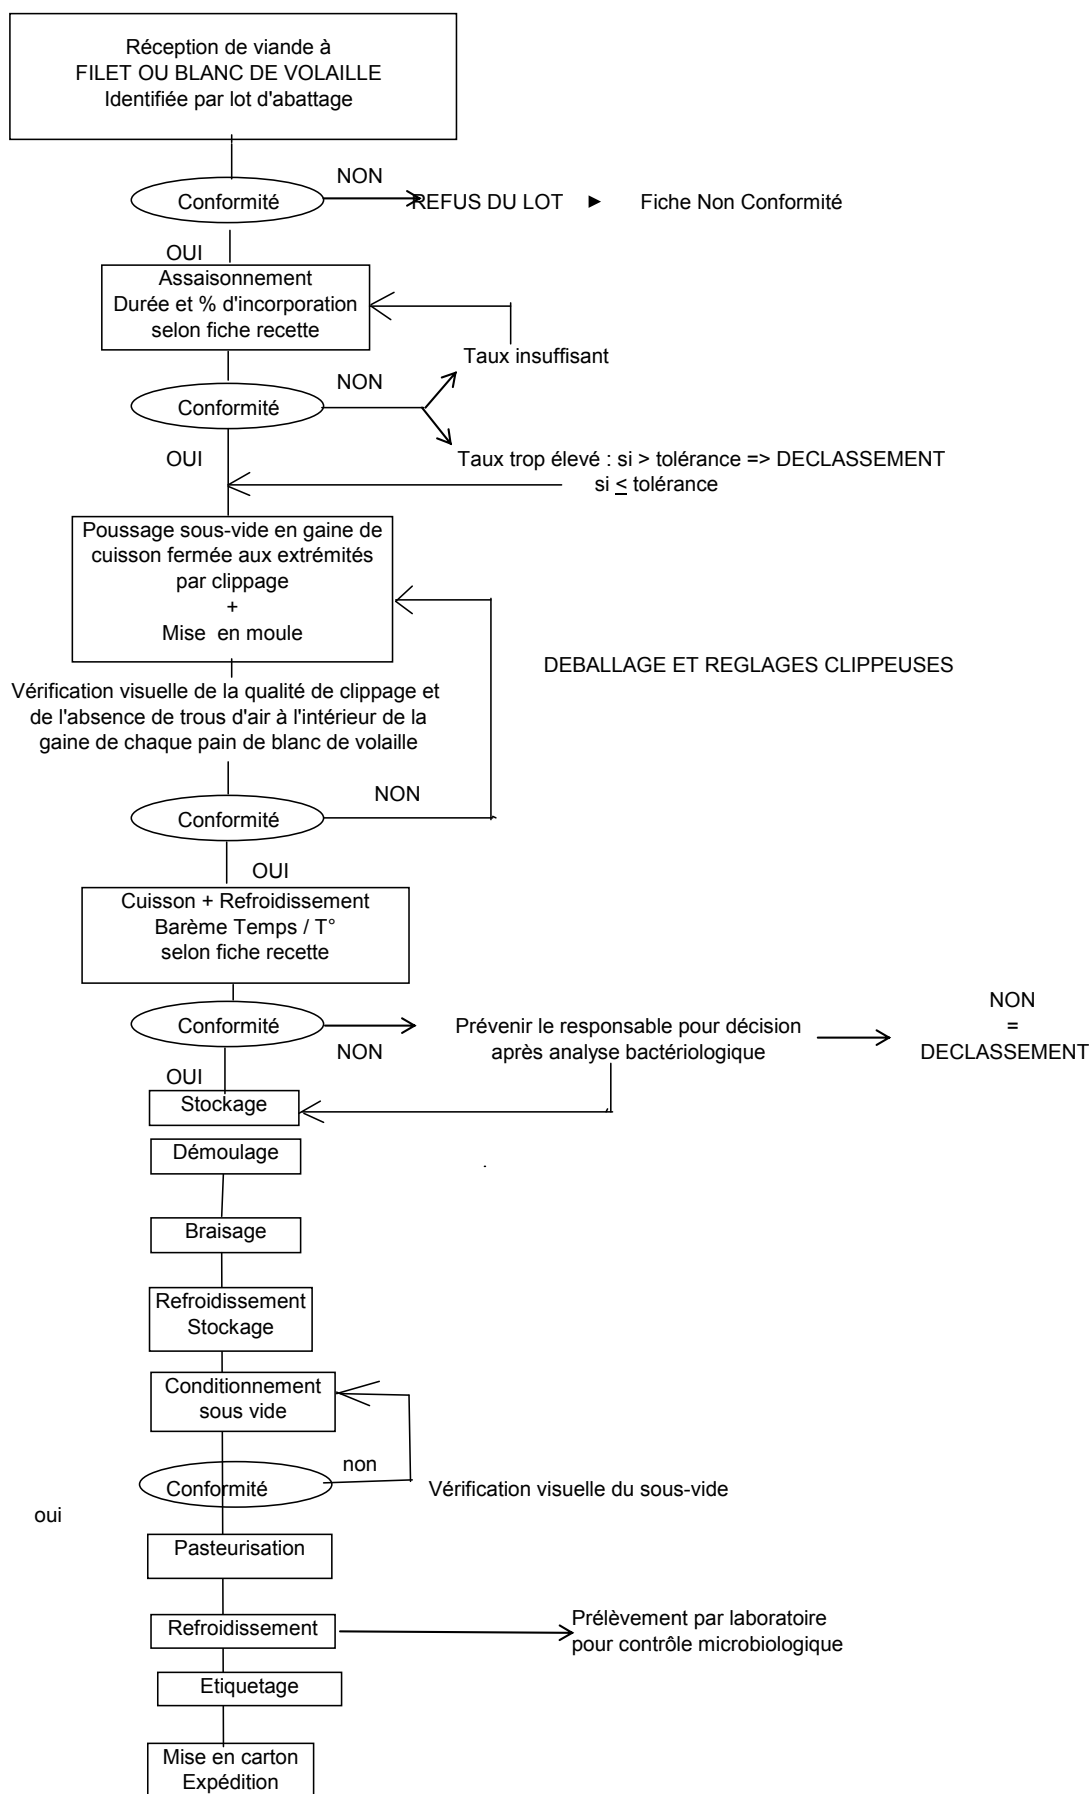 Réception de viande à
FILET OU BLANC DE VOLAILLE
Identifiée par lot d'abattage
NON
Conformité
REFUS DU LOT ► Fiche Non Conformité
OUI
Assaisonnement
Durée et % d'incorporation
selon fiche recette
Taux insuffisant
NON
Conformité
OUI
Taux trop élevé : si > tolérance => DECLASSEMENT
si ≤ tolérance
Poussage sous-vide en gaine de
cuisson fermée aux extrémités
par clippage
+
Mise en moule
DEBALLAGE ET REGLAGES CLIPPEUSES
Vérification visuelle de la qualité de clippage et
de l'absence de trous d'air à l'intérieur de la
gaine de chaque pain de blanc de volaille
NON
Conformité
OUI
Cuisson + Refroidissement
Barème Temps / T°
selon fiche recette
Conformité
NON
Prévenir le responsable pour décision
après analyse bactériologique
NON
=
DECLASSEMENT
OUI
Stockage
Démoulage
Braisage
Refroidissement
Stockage
Conditionnement
sous vide
non
Conformité
Vérification visuelle du sous-vide
oui
Pasteurisation
Refroidissement
Prélèvement par laboratoire
pour contrôle microbiologique
Etiquetage
Mise en carton
Expédition